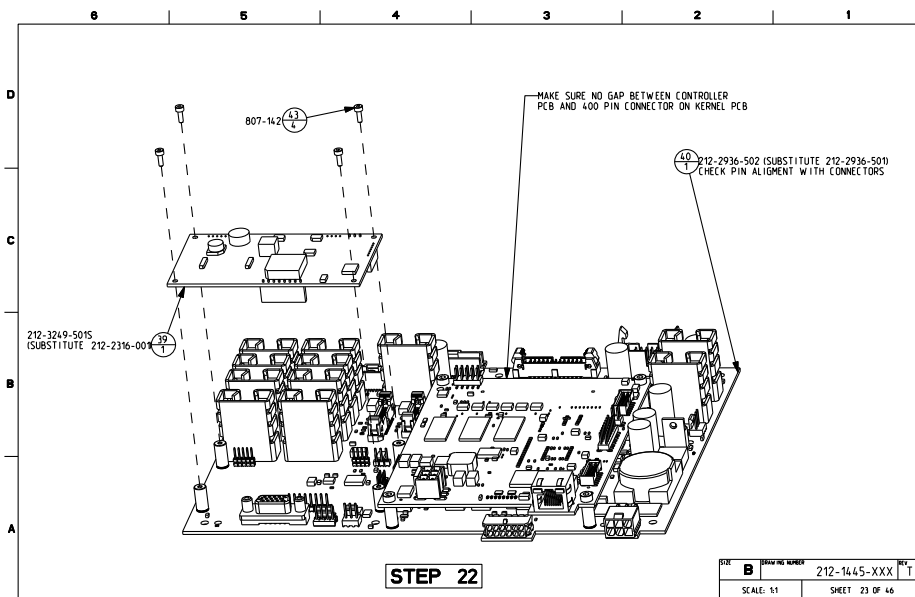 6 5 4 3 2 1
D
C
B
A
807-142 43
4
MAKE SURE NO GAP BETWEEN CONTROLLER
PCB AND 400 PIN CONNECTOR ON KERNEL PCB
40
1
212-2936-502 (SUBSTITUTE 212-2936-501)
CHECK PIN ALIGMENT WITH CONNECTORS
212-3249-501S
(SUBSTITUTE 212-2316-001
39
1
STEP 22
SIZE B
DRAWING NUMBER 212-1445-XXX
REV T
SCALE: 1:1
SHEET 23 OF 46